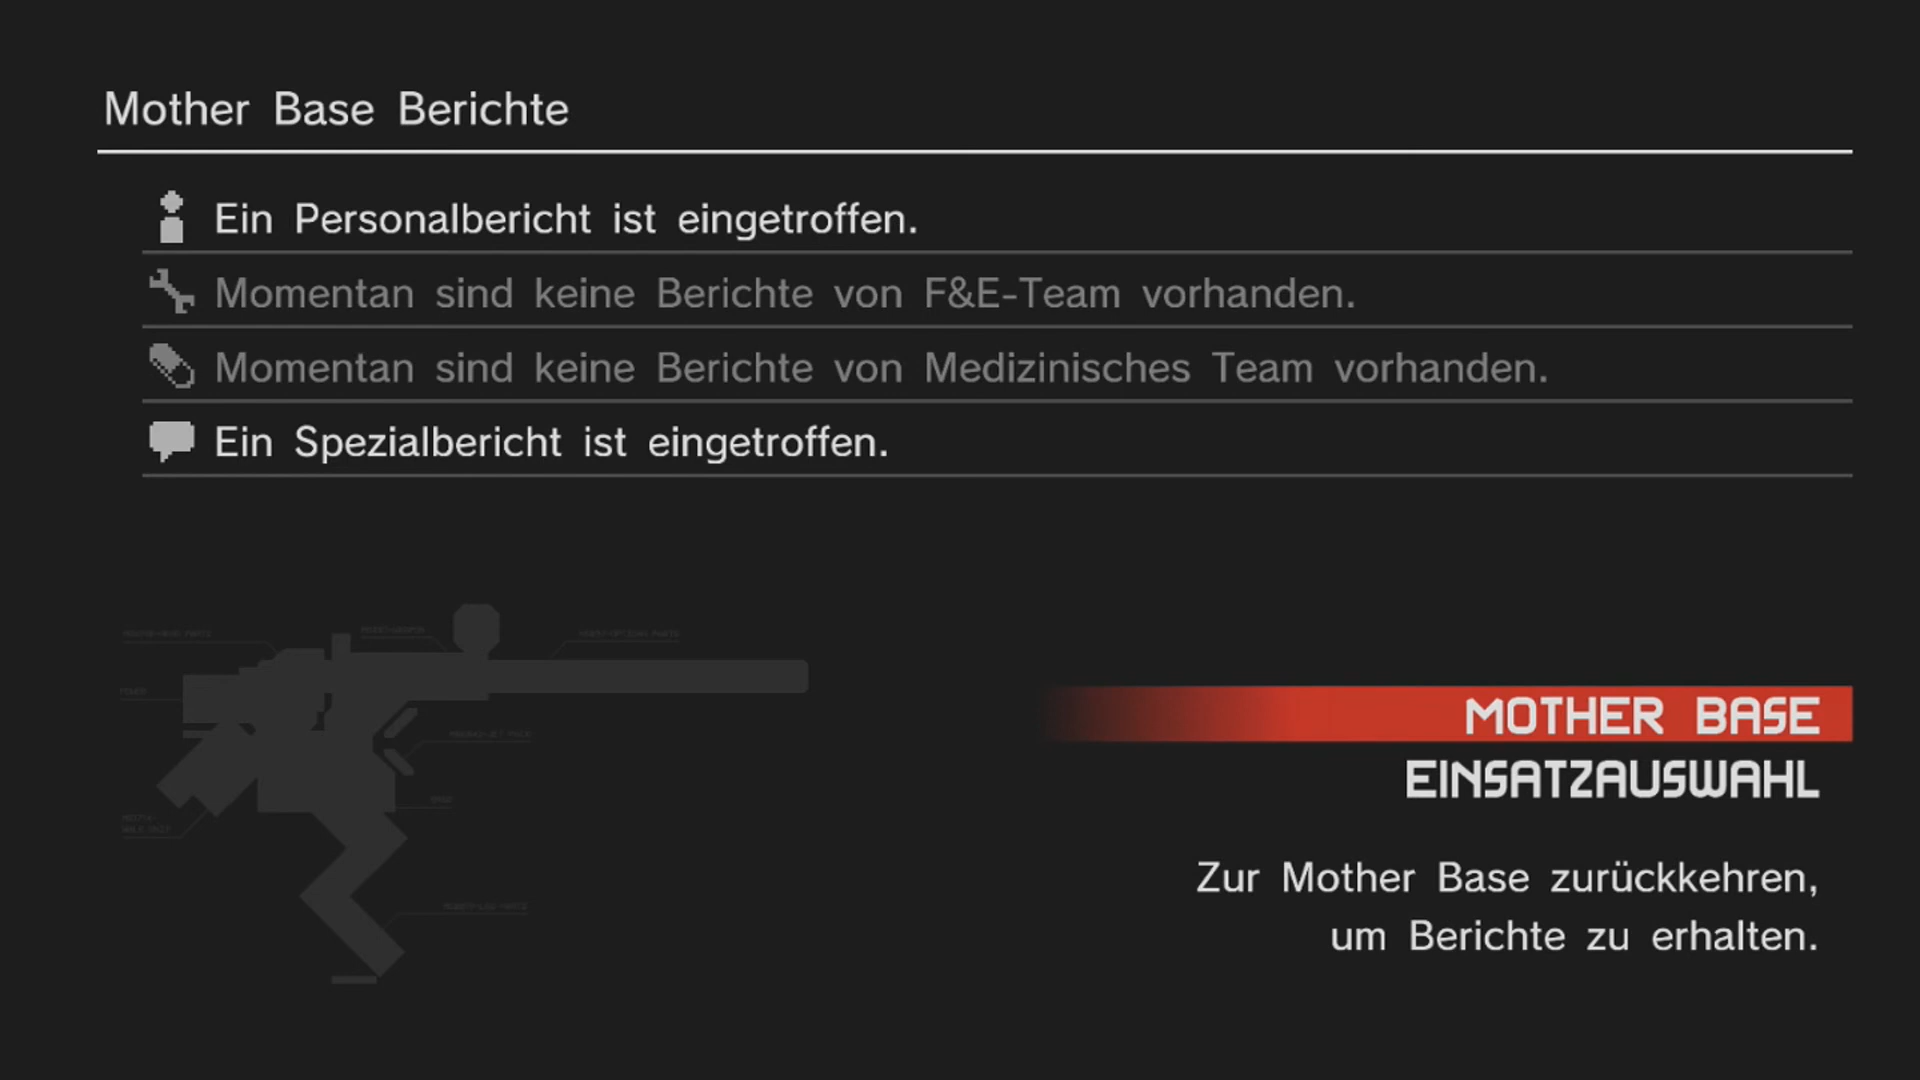 Mother Base Berichte
Ein Personalbericht ist eingetroffen.
Momentan sind keine Berichte von F&E-Team vorhanden.
Momentan sind keine Berichte von Medizinisches Team vorhanden.
Ein Spezialbericht ist eingetroffen.
MOTHER BASE
EINSATZAUSWAHL
Zur Mother Base zurückkehren,
um Berichte zu erhalten.